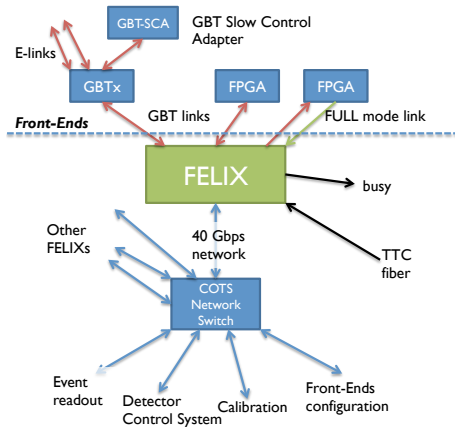 GBT-SCA
GBT Slow Control
Adapter
E-links
GBTx
FPGA
FPGA
GBT links
FULL mode link
Front-Ends
FELIX
busy
Other
FELIXs
40 Gbps
network
TTC
fiber
COTS
Network
Switch
Event
readout
Detector
Control System
Calibration
Front-Ends
configuration